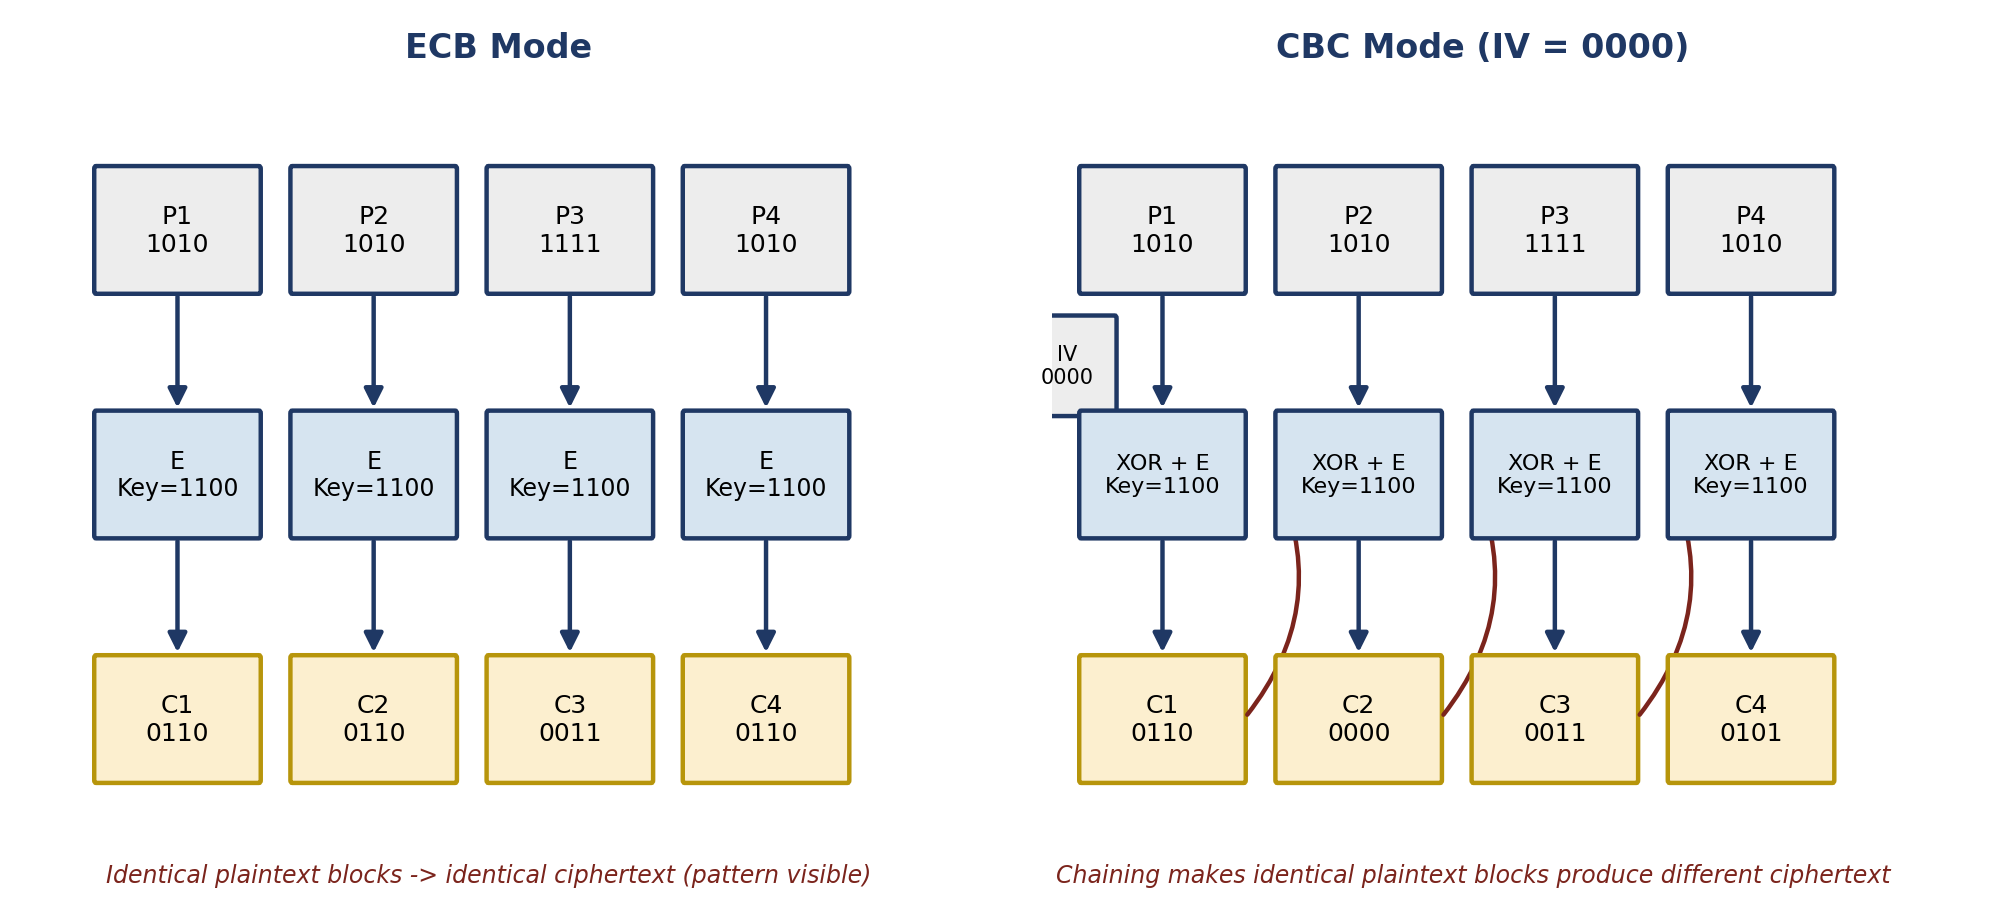 ECB Mode
P1
1010
P2
1010
P3
1111
P4
1010
E
Key=1100
E
Key=1100
E
Key=1100
E
Key=1100
C1
0110
C2
0110
C3
0011
C4
0110
Identical plaintext blocks -> identical ciphertext (pattern visible)
CBC Mode (IV = 0000)
P1
1010
P2
1010
P3
1111
P4
1010
IV
0000
XOR + E
Key=1100
XOR + E
Key=1100
XOR + E
Key=1100
XOR + E
Key=1100
C1
0110
C2
0000
C3
0011
C4
0101
Chaining makes identical plaintext blocks produce different ciphertext